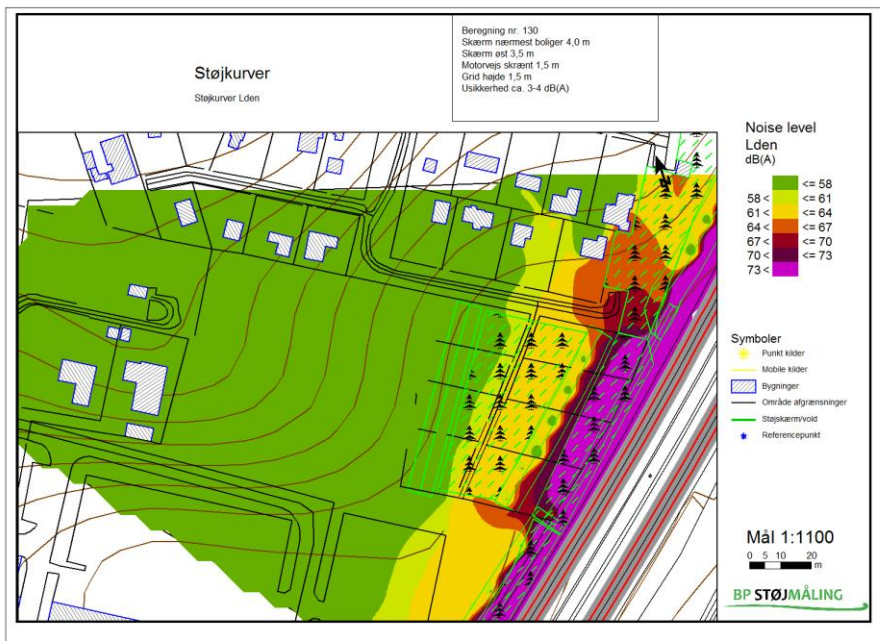 Støjkurver
Støjkurver Lden
Beregning nr. 130
Skærm nærmest boliger 4,0 m
Skærm øst 3,5 m
Motorvejs skrænt 1,5 m
Grid højde 1,5 m
Usikkerhed ca. 3-4 dB(A)
Noise level
Lden
dB(A)
<= 58
58 < <= 61
61 < <= 64
64 < <= 67
67 < <= 70
70 < <= 73
73 <
Symboler
Punkt kilder
Mobile kilder
Bygninger
Område afgrænsninger
Støjskærm/vold
Referencepunkt
Mål 1:1100
0 5 10 20
m
BP STØJMÅLING